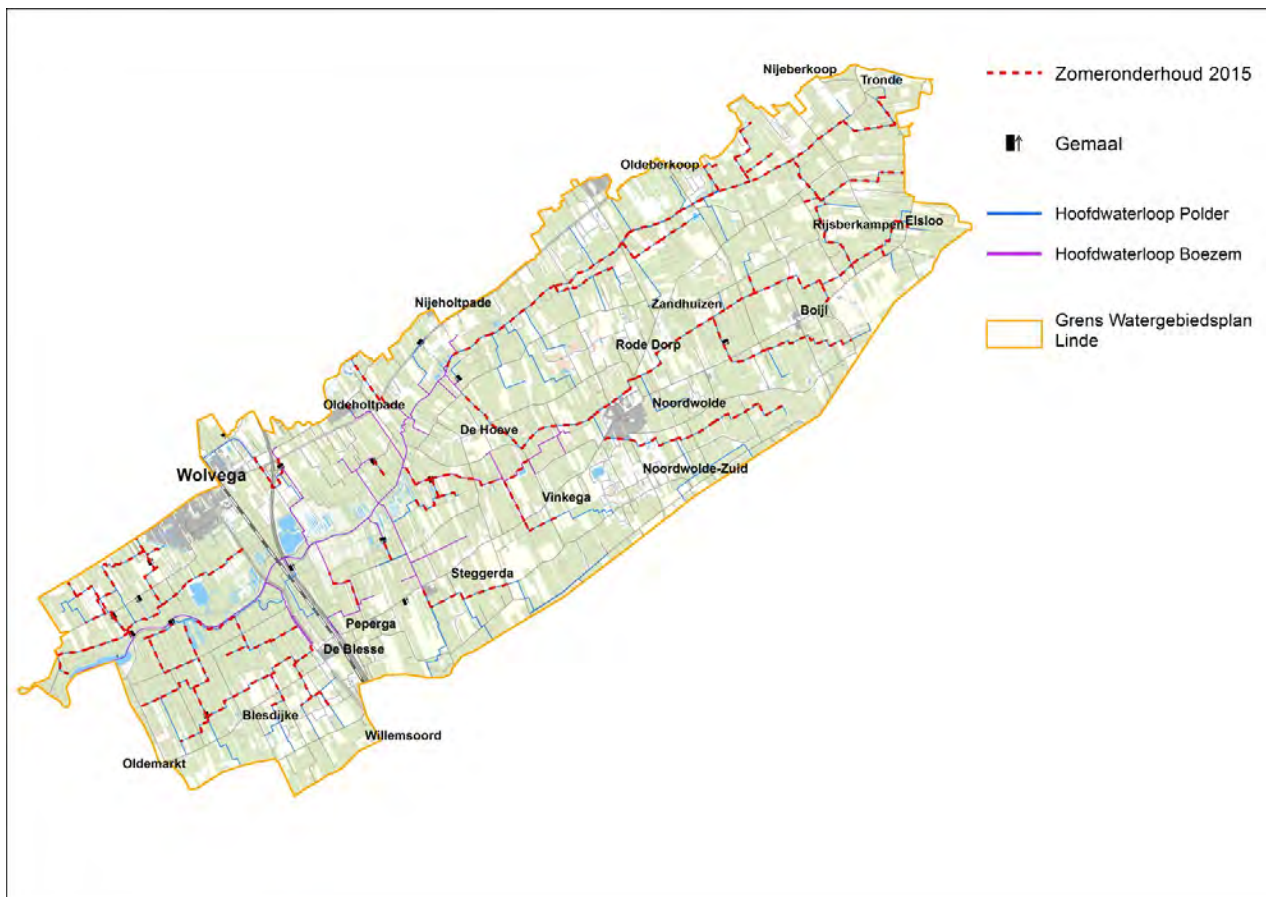 Nijeberkoop
Tronde
Oldeberkoop
Rijsberkampen
Elsloo
Nijeholtpade
Zandhuizen
Boijl
Rode Dorp
Oldeholtpade
De Hoeve
Noordwolde
Wolvega
Noordwolde-Zuid
Vinkega
Steggerda
Peperga
De Blesse
Blesdijke
Willemsoord
Oldemarkt
Zomeronderhoud 2015
Gemaal
Hoofdwaterloop Polder
Hoofdwaterloop Boezem
Grens Watergebiedsplan
Linde